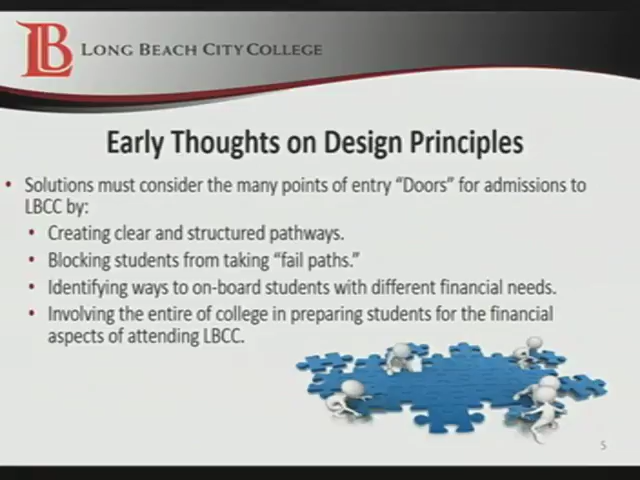 LB LONG BEACH CITY COLLEGE
Early Thoughts on Design Principles
• Solutions must consider the many points of entry “Doors” for admissions to
LBCC by:
• Creating clear and structured pathways.
• Blocking students from taking “fail paths.”
• Identifying ways to on-board students with different financial needs.
• Involving the entire of college in preparing students for the financial
aspects of attending LBCC.
5